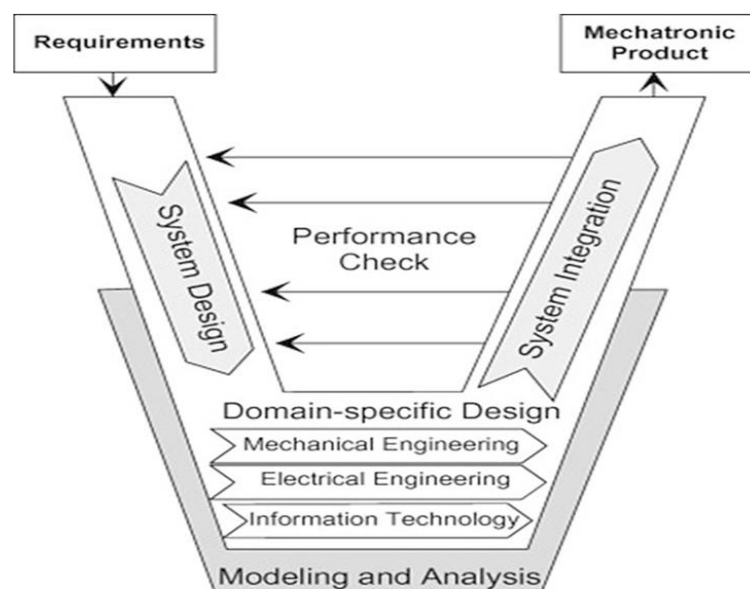 Requirements
Mechatronic
Product
System Design
Performance
Check
System Integration
Domain-specific Design
Mechanical Engineering
Electrical Engineering
Information Technology
Modeling and Analysis